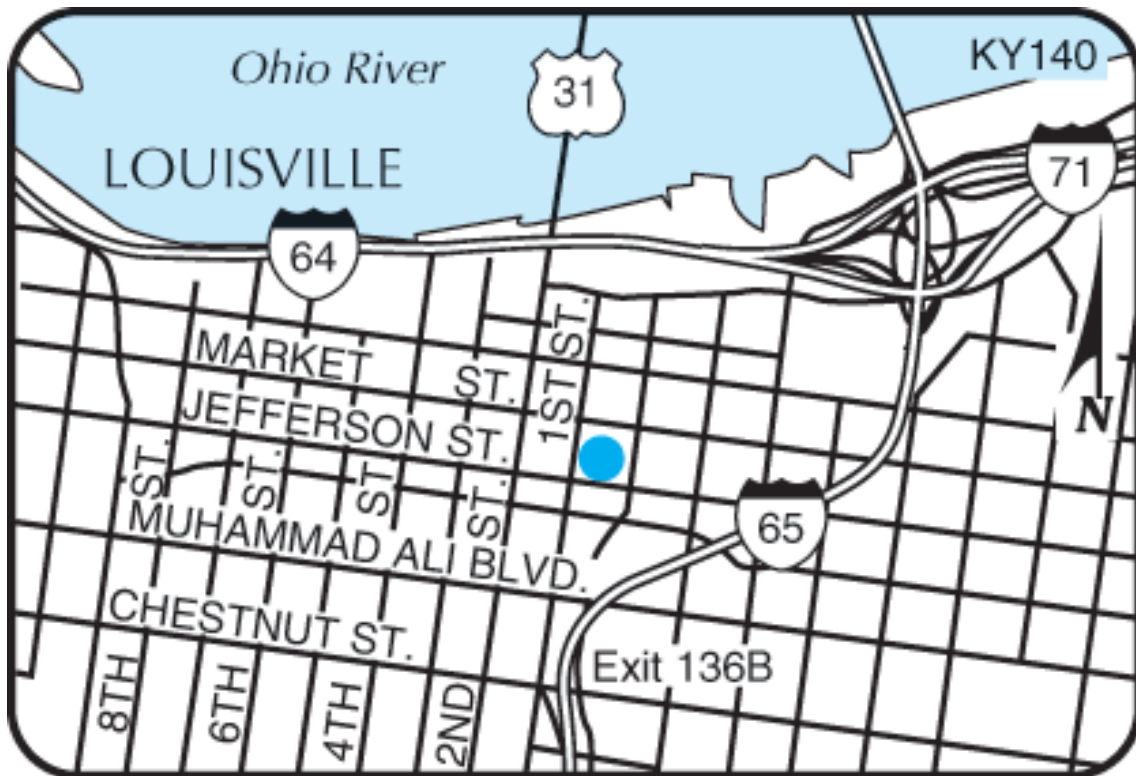 Ohio River
31
KY140
LOUISVILLE
71
64
MARKET ST.
1ST ST.
JEFFERSON ST.
ST.
ST.
ST.
ST.
65
MUHAMMAD ALI BLVD.
CHESTNUT ST.
Exit 136B
8TH
6TH
4TH
2ND
N